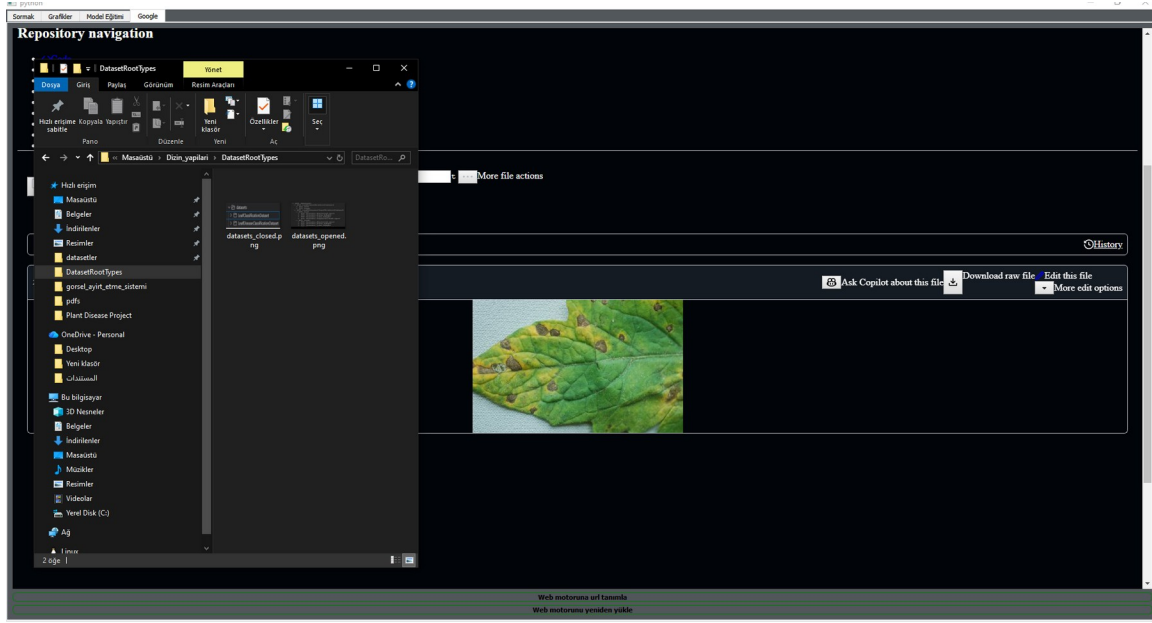 python
Sormak Grafikler Model Eğitimi Google
Repository navigation
DatasetRootTypes
Yönet
Dosya Giriş Paylaş Görünüm Resim Araçları
Hızlı erişime sabitle
Kopyala
Yapıştır
Yeni klasör
Özellikler
Seç
Pano Düzenle Yeni Aç
« Masaüstü › Dizin_yapilari › DatasetRootTypes
DatasetRo...
More file actions
Hızlı erişim
Masaüstü
Belgeler
İndirilenler
Resimler
datasetler
DatasetRootTypes
gorsel_ayirt_etme_sistemi
pdfs
Plant Disease Project
OneDrive - Personal
Desktop
Yeni klasör
المستندات
Bu bilgisayar
3D Nesneler
Belgeler
İndirilenler
Masaüstü
Müzikler
Resimler
Videolar
Yerel Disk (C:)
Ağ
Linux
2 öğe
datasets_closed.p
ng
datasets_opened.
png
History
Ask Copilot about this file
Download raw file
Edit this file
More edit options
Web motoruna url tanımla
Web motorunu yeniden yükle